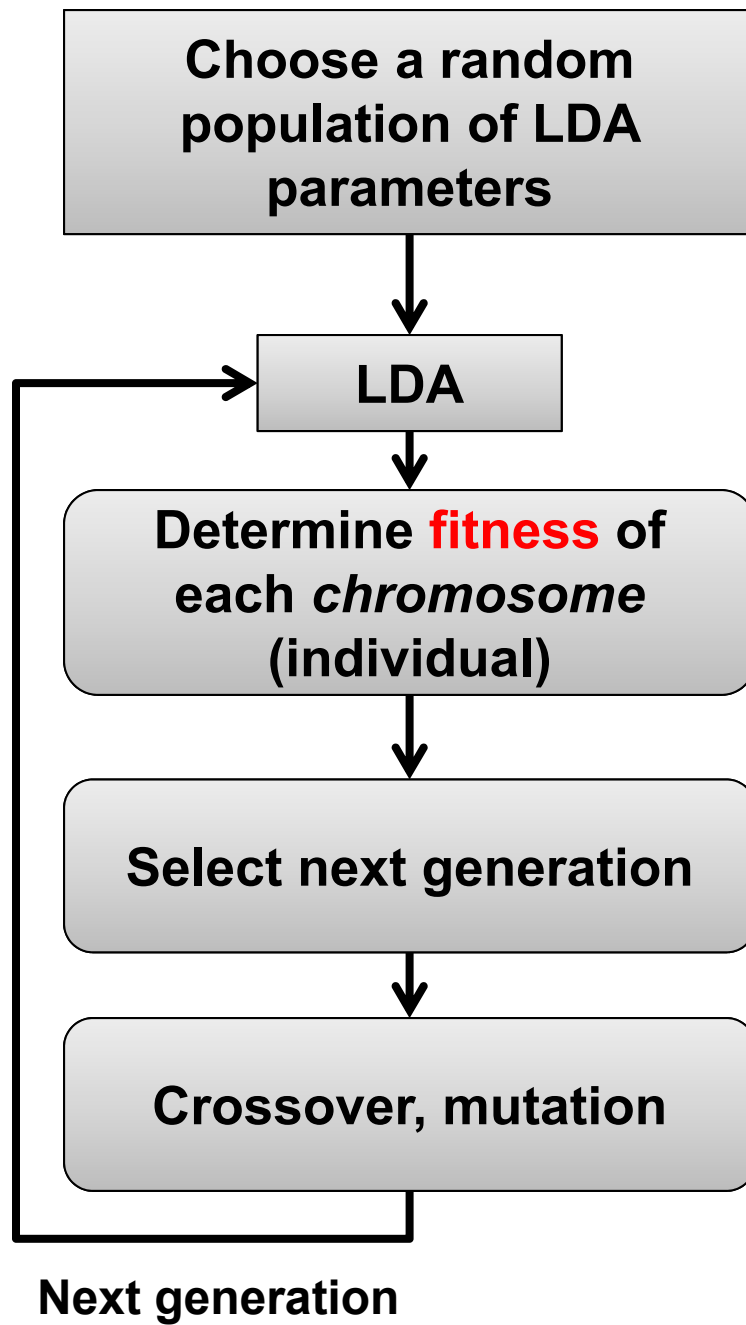 Choose a random
population of LDA
parameters
LDA
Determine fitness of
each chromosome
(individual)
Select next generation
Crossover, mutation
Next generation